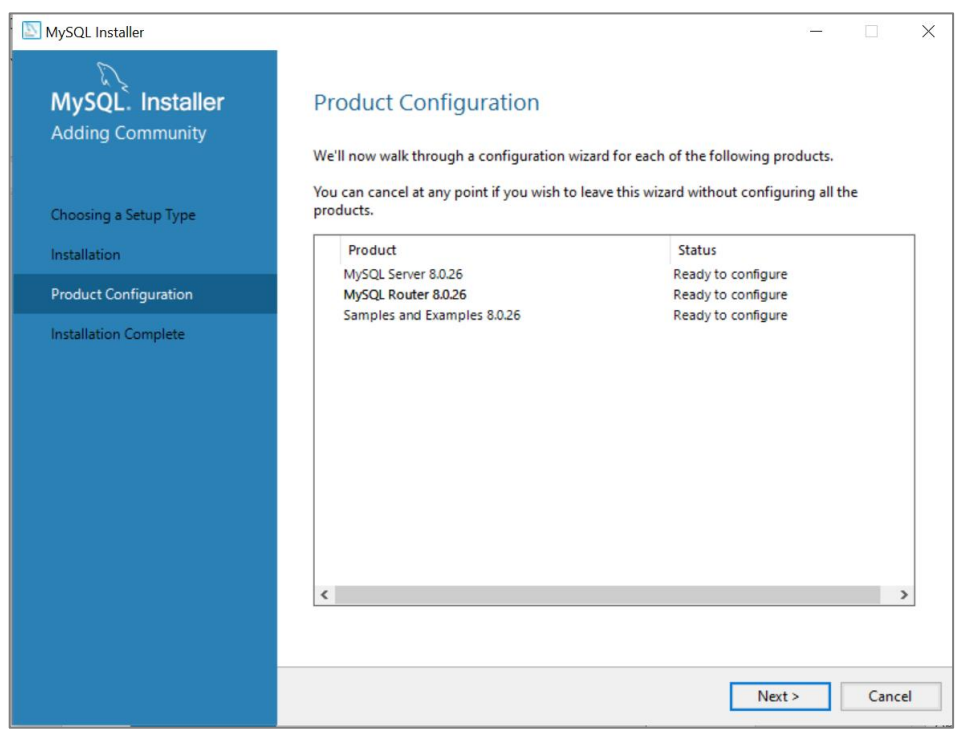 MySQL Installer
MySQL. Installer
Adding Community
Choosing a Setup Type
Installation
Product Configuration
Installation Complete
Product Configuration
We'll now walk through a configuration wizard for each of the following products.
You can cancel at any point if you wish to leave this wizard without configuring all the
products.
Product Status
MySQL Server 8.0.26 Ready to configure
MySQL Router 8.0.26 Ready to configure
Samples and Examples 8.0.26 Ready to configure
Next > Cancel